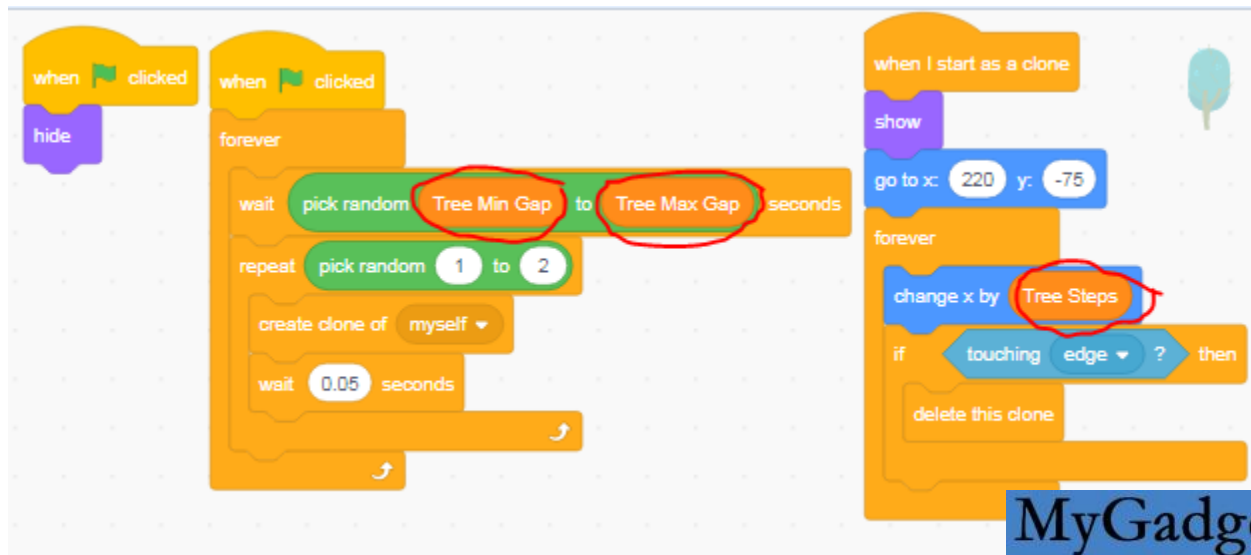 when clicked
hide
when clicked
forever
wait pick random Tree Min Gap to Tree Max Gap seconds
repeat pick random 1 to 2
create clone of myself
wait 0.05 seconds
when I start as a clone
show
go to x: 220 y: -75
forever
change x by Tree Steps
if touching edge ? then
delete this clone